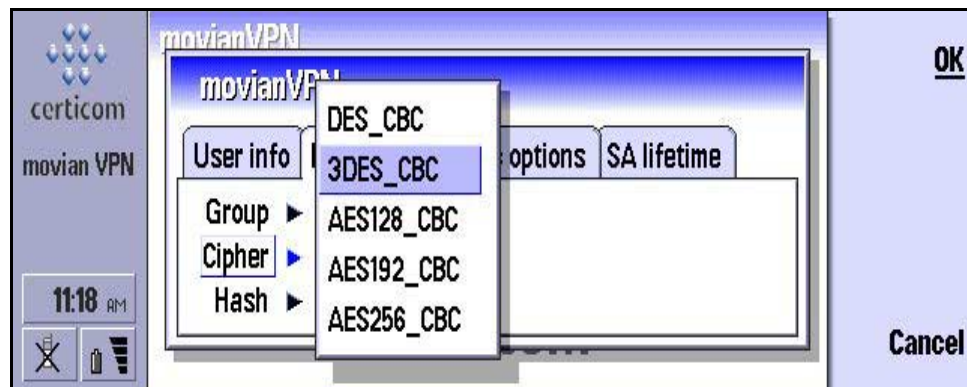 movianVPN
certicom
movian VPN
11:18 AM
movianVPN
User info
options
SA lifetime
Group
Cipher
Hash
DES_CBC
3DES_CBC
AES128_CBC
AES192_CBC
AES256_CBC
OK
Cancel